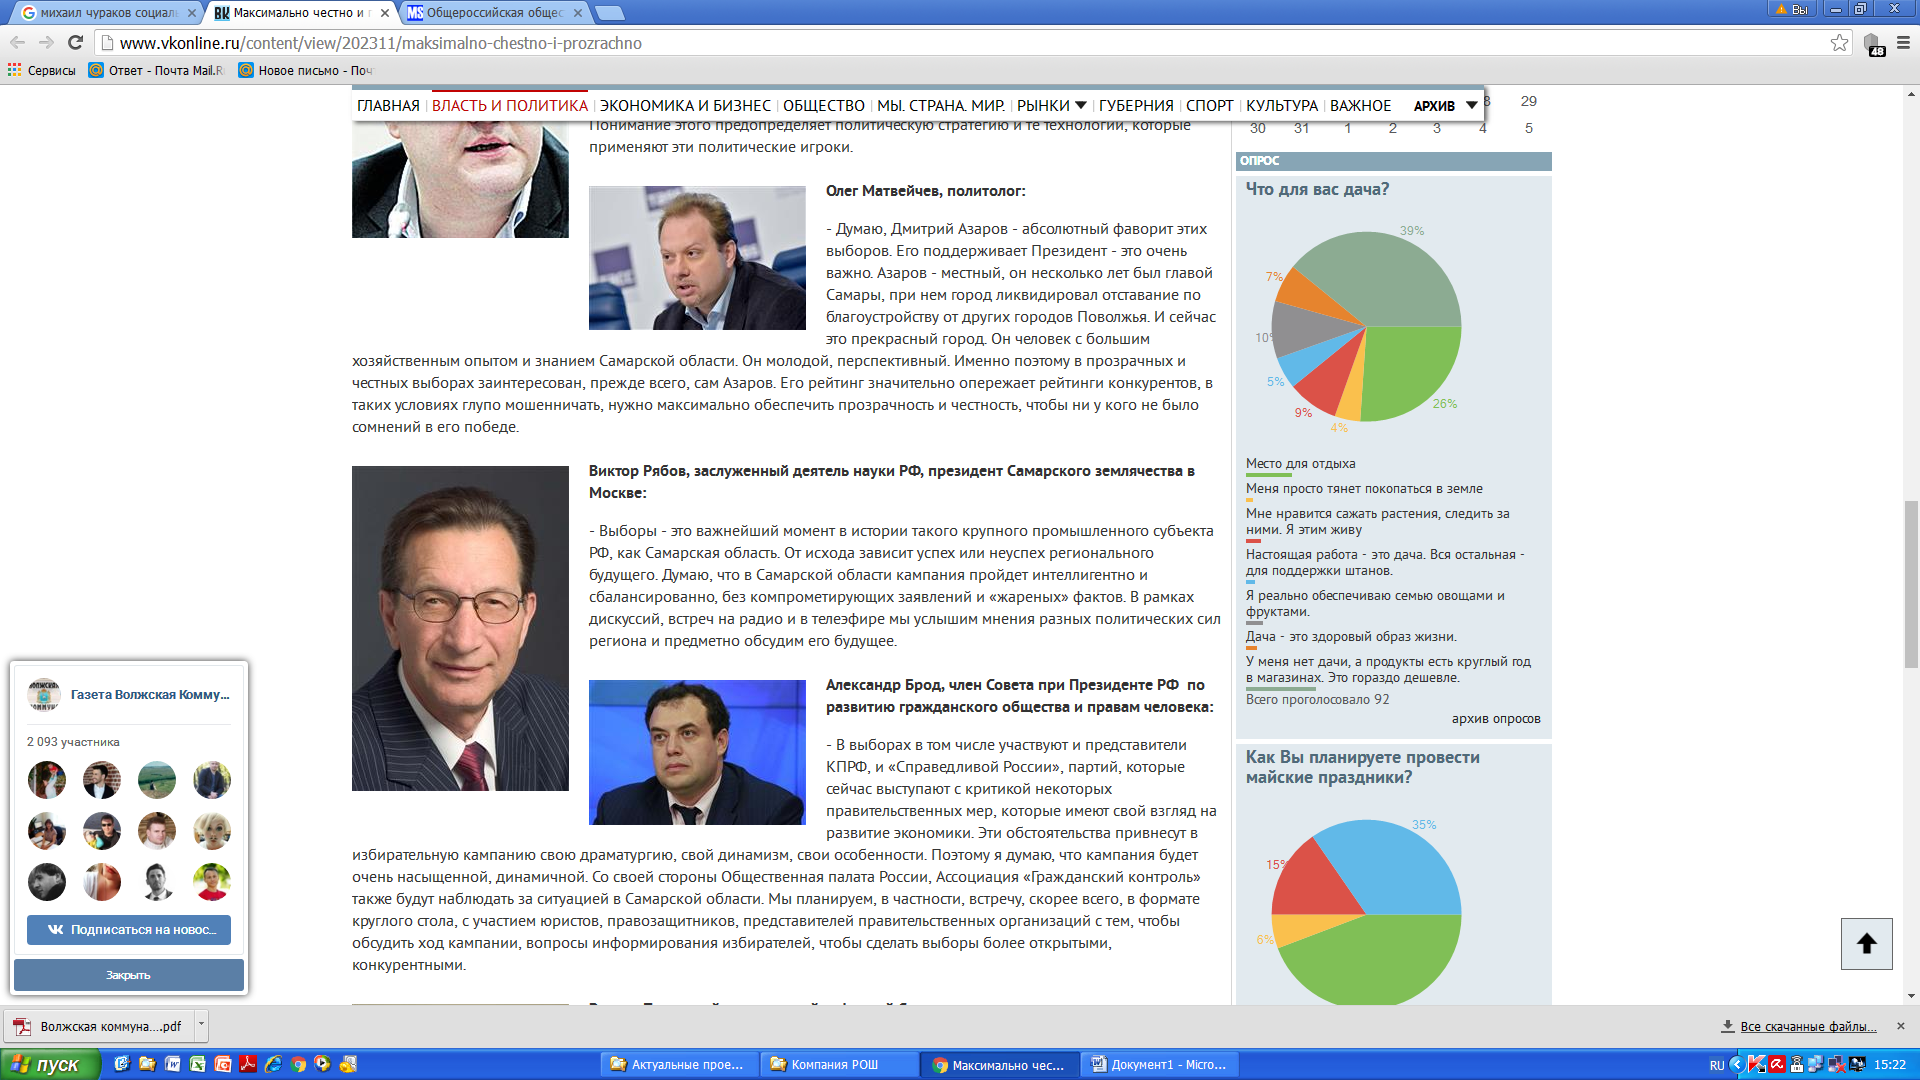 михаил чураков социал
Максимально честно и п
Общероссийская общес
Вы
www.vkonline.ru/content/view/202311/maksimalno-chestno-i-prozrachno
48
Сервисы
Ответ - Почта Mail.R
Новое письмо - Поч
ГЛАВНАЯ | ВЛАСТЬ И ПОЛИТИКА | ЭКОНОМИКА И БИЗНЕС | ОБЩЕСТВО | МЫ. СТРАНА. МИР. | РЫНКИ | ГУБЕРНИЯ | СПОРТ | КУЛЬТУРА | ВАЖНОЕ АРХИВ
Понимание этого предопределяет политическую стратегию и те технологии, которые
применяют эти политические игроки.
Олег Матвейчев, политолог:
- Думаю, Дмитрий Азаров - абсолютный фаворит этих
выборов. Его поддерживает Президент - это очень
важно. Азаров - местный, он несколько лет был главой
Самары, при нем город ликвидировал отставание по
благоустройству от других городов Поволжья. И сейчас
это прекрасный город. Он человек с большим
хозяйственным опытом и знанием Самарской области. Он молодой, перспективный. Именно поэтому в прозрачных и
честных выборах заинтересован, прежде всего, сам Азаров. Его рейтинг значительно опережает рейтинги конкурентов, в
таких условиях глупо мошенничать, нужно максимально обеспечить прозрачность и честность, чтобы ни у кого не было
сомнений в его победе.
Виктор Рябов, заслуженный деятель науки РФ, президент Самарского землячества в
Москве:
- Выборы - это важнейший момент в истории такого крупного промышленного субъекта
РФ, как Самарская область. От исхода зависит успех или неуспех регионального
будущего. Думаю, что в Самарской области кампания пройдет интеллигентно и
сбалансированно, без компрометирующих заявлений и «жареных» фактов. В рамках
дискуссий, встреч на радио и в телеэфире мы услышим мнения разных политических сил
региона и предметно обсудим его будущее.
Александр Брод, член Совета при Президенте РФ по
развитию гражданского общества и правам человека:
- В выборах в том числе участвуют и представители
КПРФ, и «Справедливой России», партий, которые
сейчас выступают с критикой некоторых
правительственных мер, которые имеют свой взгляд на
развитие экономики. Эти обстоятельства привнесут в
избирательную кампанию свою драматургию, свой динамизм, свои особенности. Поэтому я думаю, что кампания будет
очень насыщенной, динамичной. Со своей стороны Общественная палата России, Ассоциация «Гражданский контроль»
также будут наблюдать за ситуацией в Самарской области. Мы планируем, в частности, встречу, скорее всего, в формате
круглого стола, с участием юристов, правозащитников, представителей правительственных организаций с тем, чтобы
обсудить ход кампании, вопросы информирования избирателей, чтобы сделать выборы более открытыми,
конкурентными.
8 29
30 31 1 2 3 4 5
ОПРОС
Что для вас дача?
39%
7%
10%
5%
9%
4%
26%
Место для отдыха
Меня просто тянет покопаться в земле
Мне нравится сажать растения, следить за
ними. Я этим живу
Настоящая работа - это дача. Вся остальная -
для поддержки штанов.
Я реально обеспечиваю семью овощами и
фруктами.
Дача - это здоровый образ жизни.
У меня нет дачи, а продукты есть круглый год
в магазинах. Это гораздо дешевле.
Всего проголосовало 92
архив опросов
Как Вы планируете провести
майские праздники?
35%
15%
6%
Газета Волжская Комму...
2 093 участника
Подписаться на новос...
Закрыть
Волжская коммуна....pdf
Все скачанные файлы...
пуск
Актуальные прое...
Компания РОШ
Максимально чес...
Документ1 - Micro...
RU
15:22